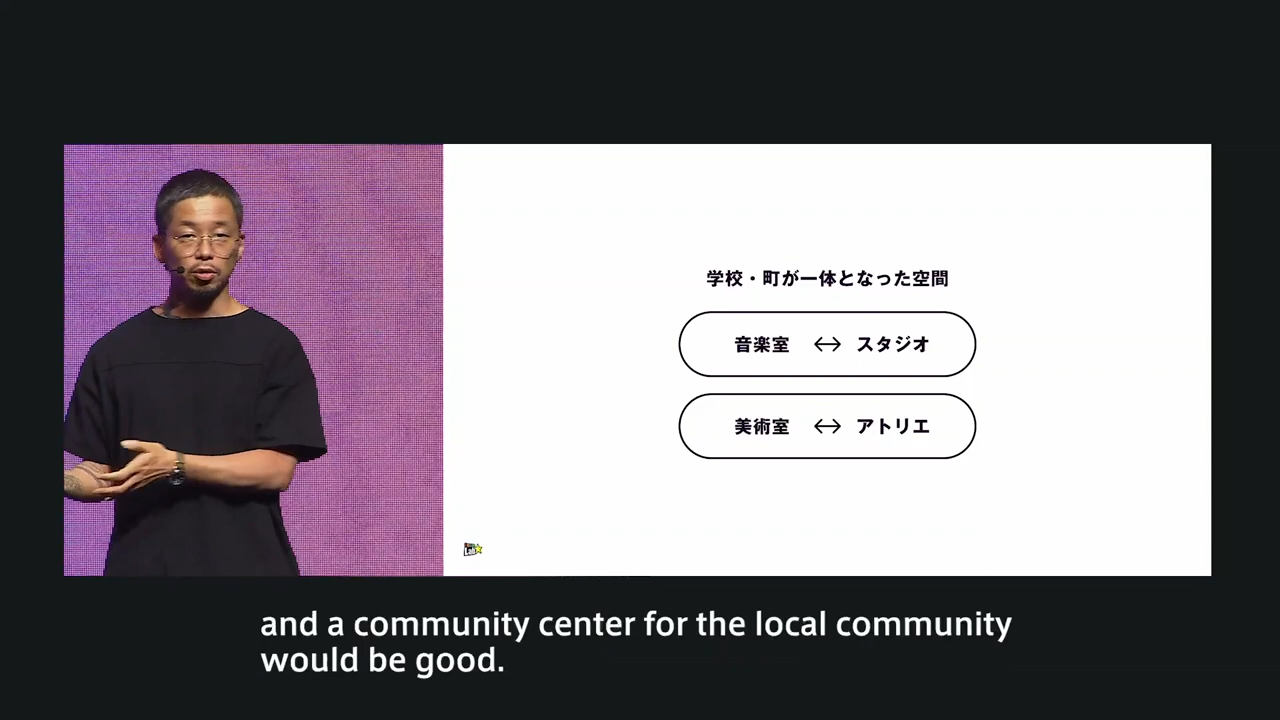 学校・町が一体となった空間
音楽室 ↔ スタジオ
美術室 ↔ アトリエ
Lab
and a community center for the local community
would be good.